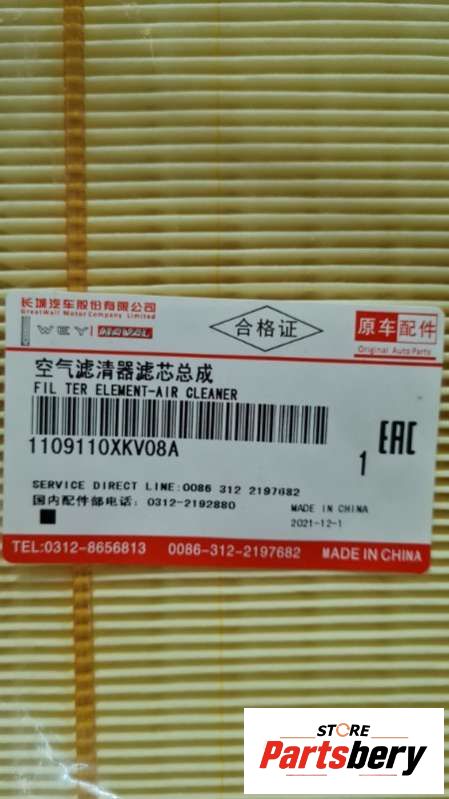 长城汽车股份有限公司
GreatWall Motor Company Limited
WEY HAVAL
合格证
原车配件
Original Auto Parts
空气滤清器滤芯总成
FIL TER ELEMENT-AIR CLEANER
1109110XKV08A
1
EAC
SERVICE DIRECT LINE:0086 312 2197682
国内配件部电话: 0312-2192880
MADE IN CHINA
2021-12-1
TEL:0312-8656813 0086-312-2197682 MADE IN CHINA
STORE
Partsbery